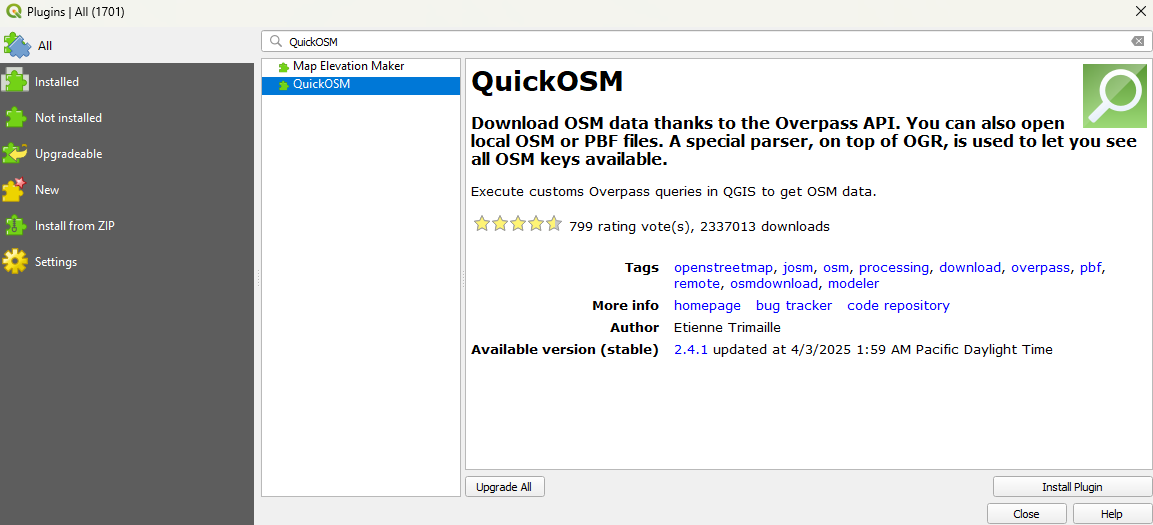 Plugins | All (1701)
All
Installed
Not installed
Upgradeable
New
Install from ZIP
Settings
QuickOSM
Map Elevation Maker
QuickOSM
QuickOSM
Download OSM data thanks to the Overpass API. You can also open
local OSM or PBF files. A special parser, on top of OGR, is used to let you see
all OSM keys available.
Execute customs Overpass queries in QGIS to get OSM data.
799 rating vote(s), 2337013 downloads
Tags openstreetmap, josm, osm, processing, download, overpass, pbf,
remote, osmdownload, modeler
More info homepage bug tracker code repository
Author Etienne Trimaille
Available version (stable) 2.4.1 updated at 4/3/2025 1:59 AM Pacific Daylight Time
Upgrade All
Install Plugin
Close
Help